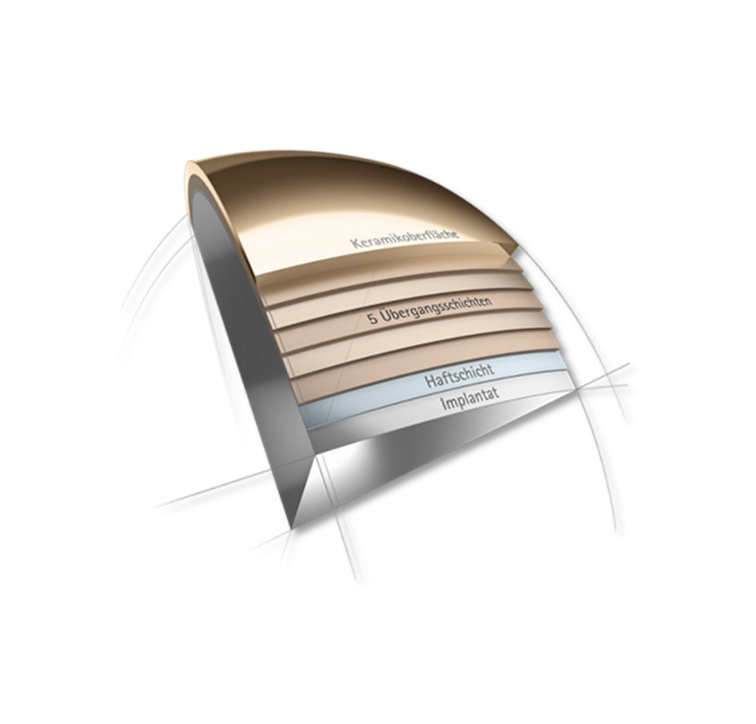 Keramikoberfläche
5 Übergangsschichten
Haftschicht
Implantat